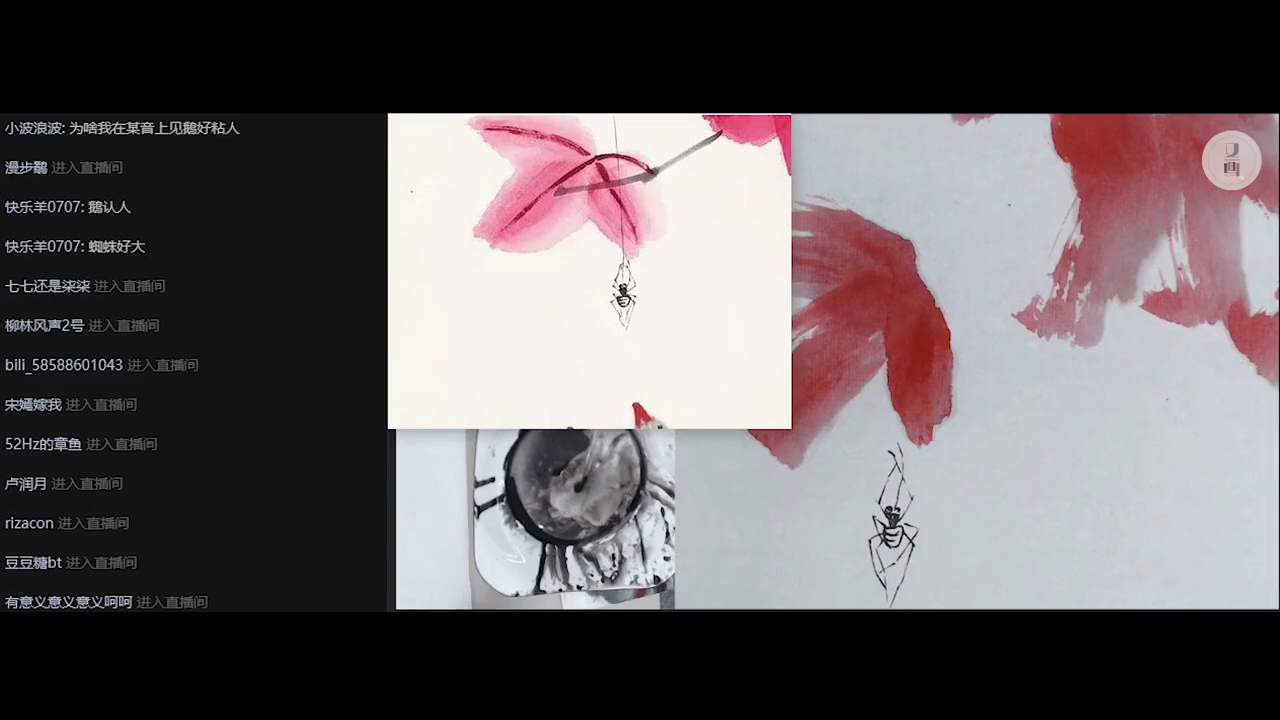 小波浪波: 为啥我在某音上见鹅好粘人
漫步鷸 进入直播间
快乐羊0707: 鹅认人
快乐羊0707: 蜘蛛好大
七七还是柒柒 进入直播间
柳林风声2号 进入直播间
bili_58588601043 进入直播间
宋嫣嫁我 进入直播间
52Hz的章鱼 进入直播间
卢润月 进入直播间
rizacon 进入直播间
豆豆糖bt 进入直播间
有意义意义意义呵呵 进入直播间